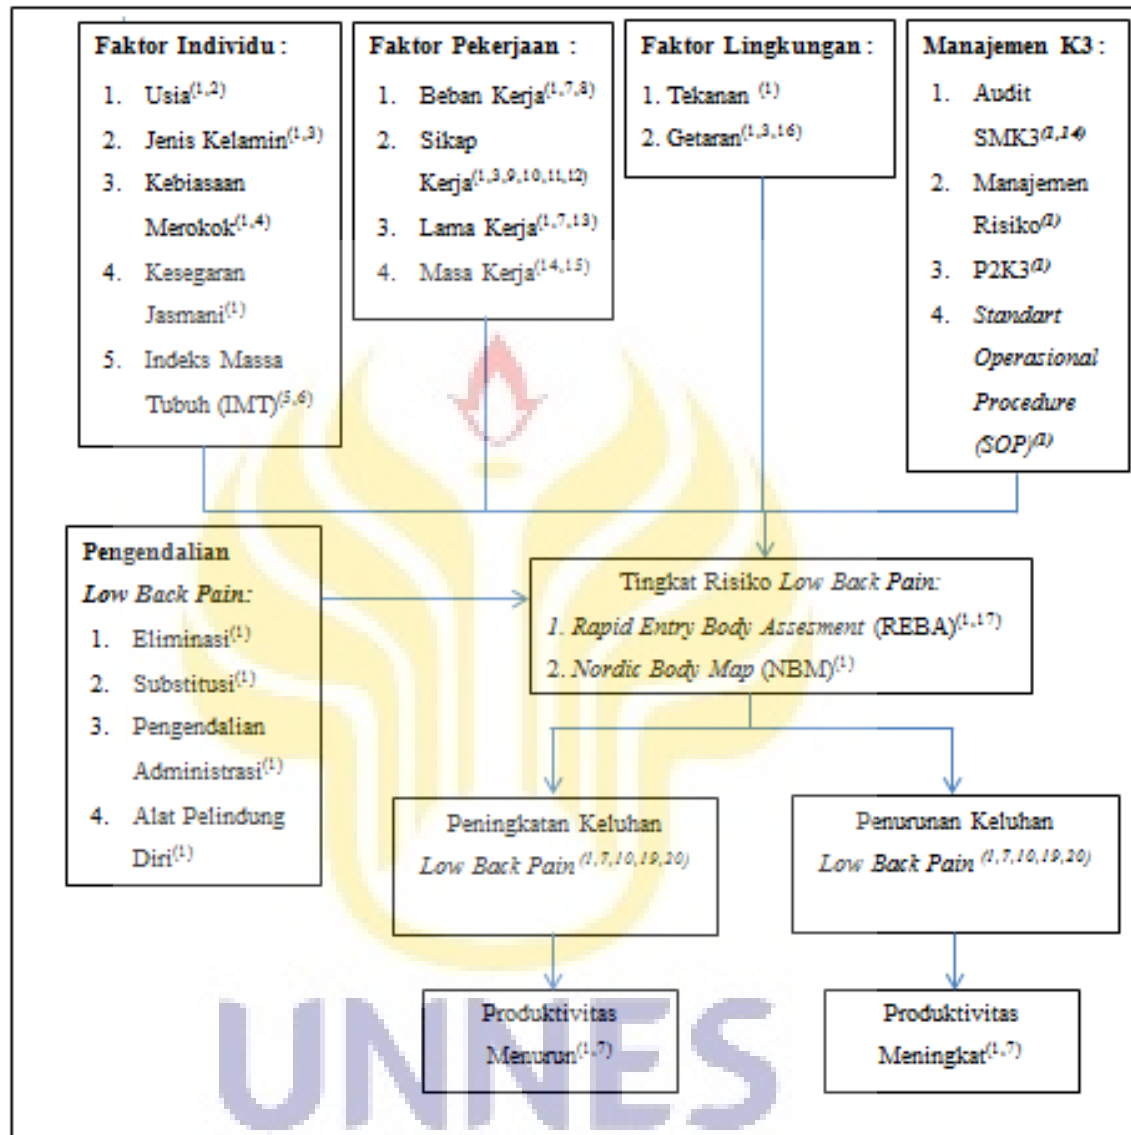 Faktor Individu :
1. Usia(1,2)
2. Jenis Kelamin(1,3)
3. Kebiasaan
Merokok(1,4)
4. Kesegaran
Jasmani(1)
5. Indeks Massa
Tubuh (IMT)(5,6)
Faktor Pekerjaan :
1. Beban Kerja(1,7,8)
2. Sikap
Kerja(1,3,9,10,11,12)
3. Lama Kerja(1,7,13)
4. Masa Kerja(14,15)
Faktor Lingkungan :
1. Tekanan (1)
2. Getaran(1,3,16)
Manajemen K3 :
1. Audit
SMK3(1,14)
2. Manajemen
Risiko(1)
3. P2K3(1)
4. Standart
Operasional
Procedure
(SOP)(1)
Pengendalian
Low Back Pain:
1. Eliminasi(1)
2. Substitusi(1)
3. Pengendalian
Administrasi(1)
4. Alat Pelindung
Diri(1)
Tingkat Risiko Low Back Pain:
1. Rapid Entry Body Assesment (REBA)(1,17)
2. Nordic Body Map (NBM)(1)
Peningkatan Keluhan
Low Back Pain (1,7,10,19,20)
Penurunan Keluhan
Low Back Pain (1,7,10,19,20)
Produktivitas
Menurun(1,7)
Produktivitas
Meningkat(1,7)
UNNES